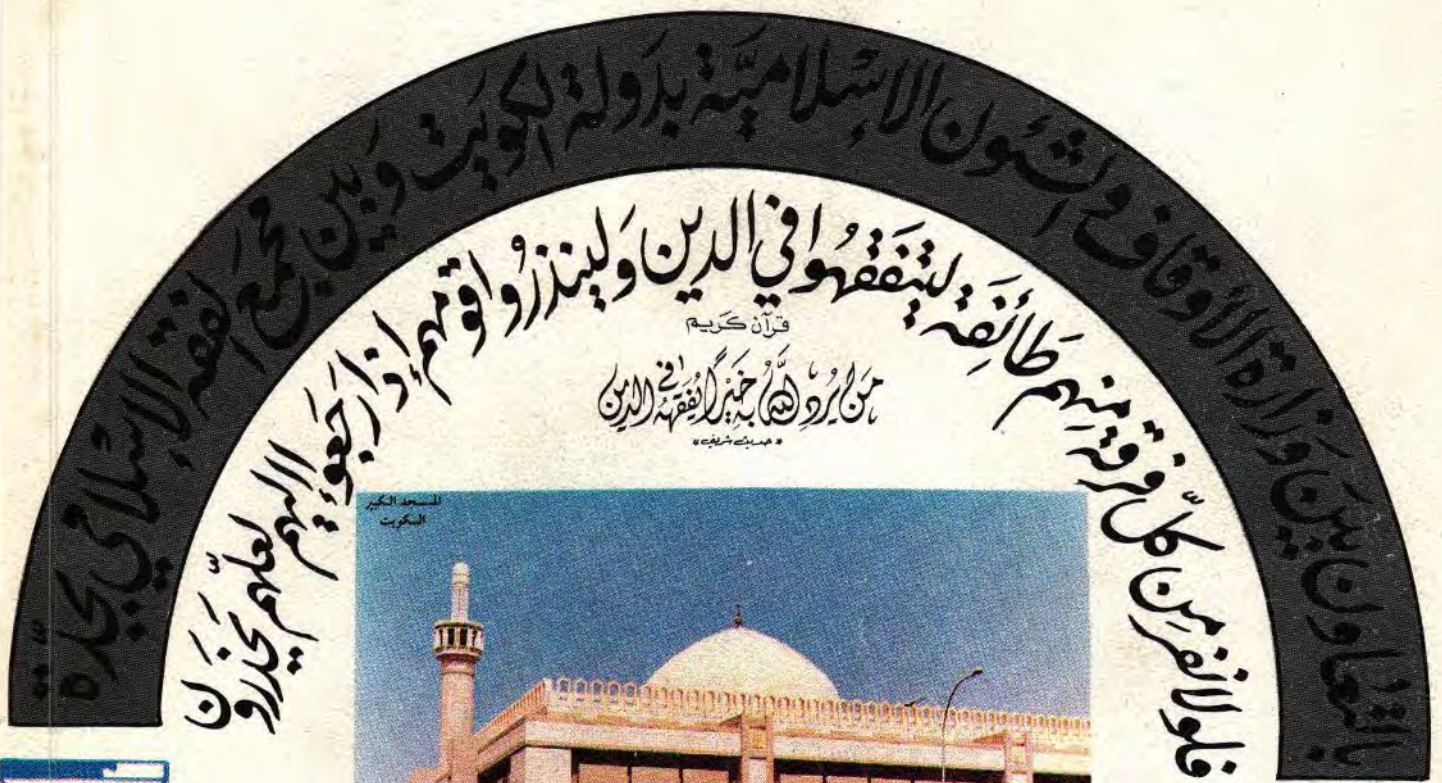 بالتعاون بين وزارة الأوقاف والشئون الإسلامية بدولة الكويت وبين مجمع الفقه الإسلامي بجدة
فلولا نفر من كل فرقة منهم طائفة ليتفقهوا في الدين ولينذروا قومهم إذا رجعوا إليهم لعلهم يحذرون
قرآن كريم
من يرد الله به خيرا يفقهه في الدين
«حديث شريف»
المسجد الكبير
الكويت